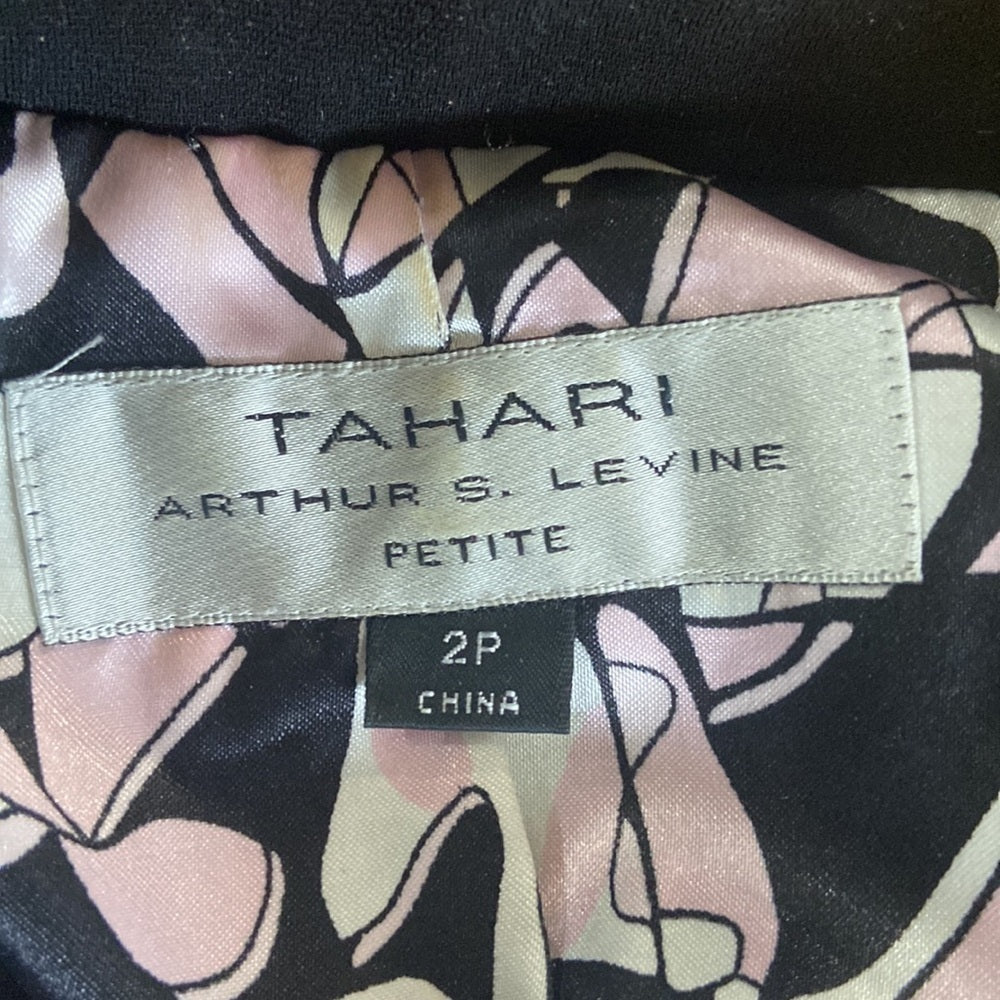 TAHARI
ARTHUR S. LEVINE
PETITE
2P
CHINA